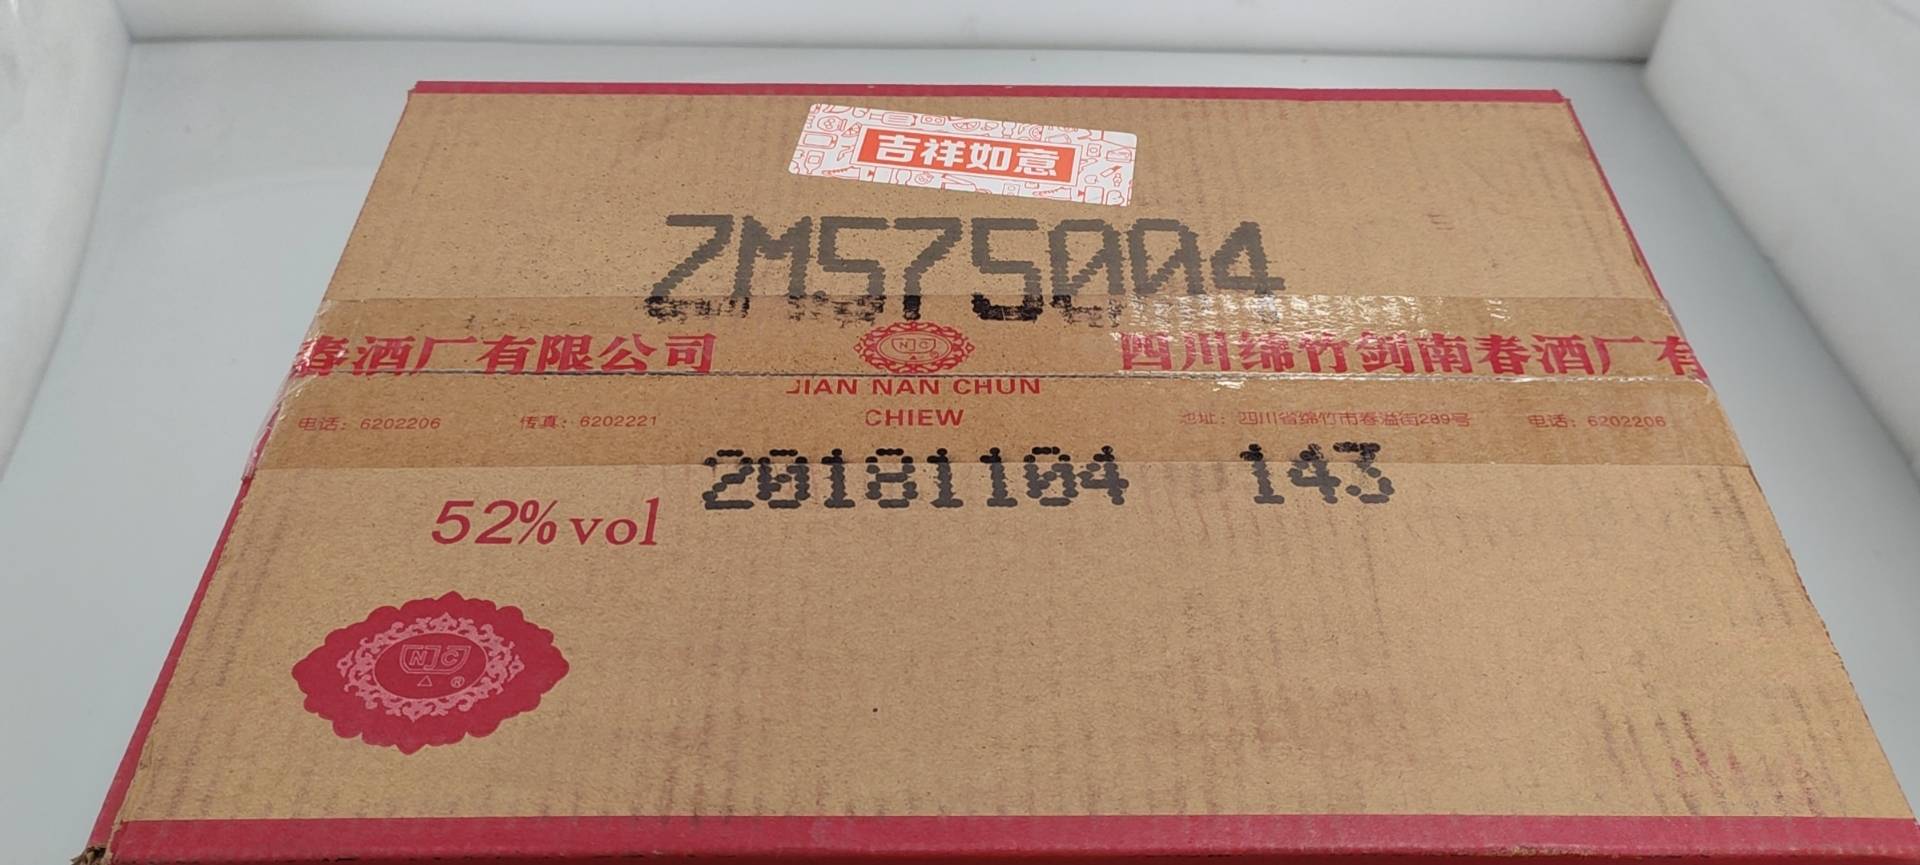 吉祥如意
ZM575004
春酒厂有限公司 NJC ® 四川绵竹剑南春酒厂有
JIAN NAN CHUN
CHIEW
电话：6202206 传真：6202221 地址：四川省绵竹市春溢街289号 电话：6202206
20181104 143
52%vol
NJC
®